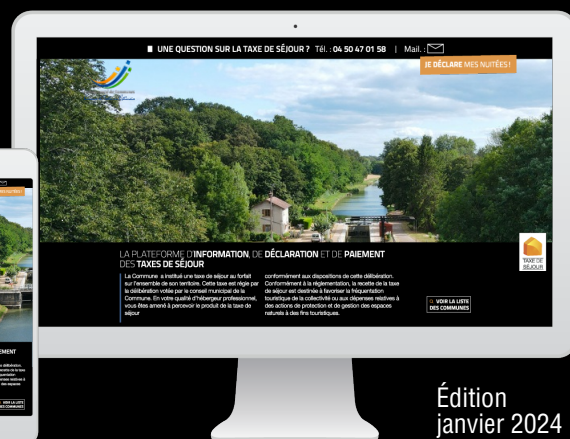 UNE QUESTION SUR LA TAXE DE SÉJOUR ? Tél. : 04 50 47 01 58 | Mail. :
JE DÉCLARE MES NUITÉES !
LA PLATEFORME D'INFORMATION, DE DÉCLARATION ET DE PAIEMENT
DES TAXES DE SÉJOUR
La Commune a institué une taxe de séjour au forfait
sur l'ensemble de son territoire. Cette taxe est régie par
la délibération votée par le conseil municipal de la
Commune. En votre qualité d'hébergeur professionnel,
vous êtes amené à percevoir le produit de la taxe de
séjour
conformément aux dispositions de cette délibération.
Conformément à la réglementation, la recette de la taxe
de séjour est destinée à favoriser la fréquentation
touristique de la collectivité ou aux dépenses relatives à
des actions de protection et de gestion des espaces
naturels à des fins touristiques.
TAXE DE
SÉJOUR
VOIR LA LISTE
DES COMMUNES
EMENT
VOIR LA LISTE
DES COMMUNES
Édition
janvier 2024